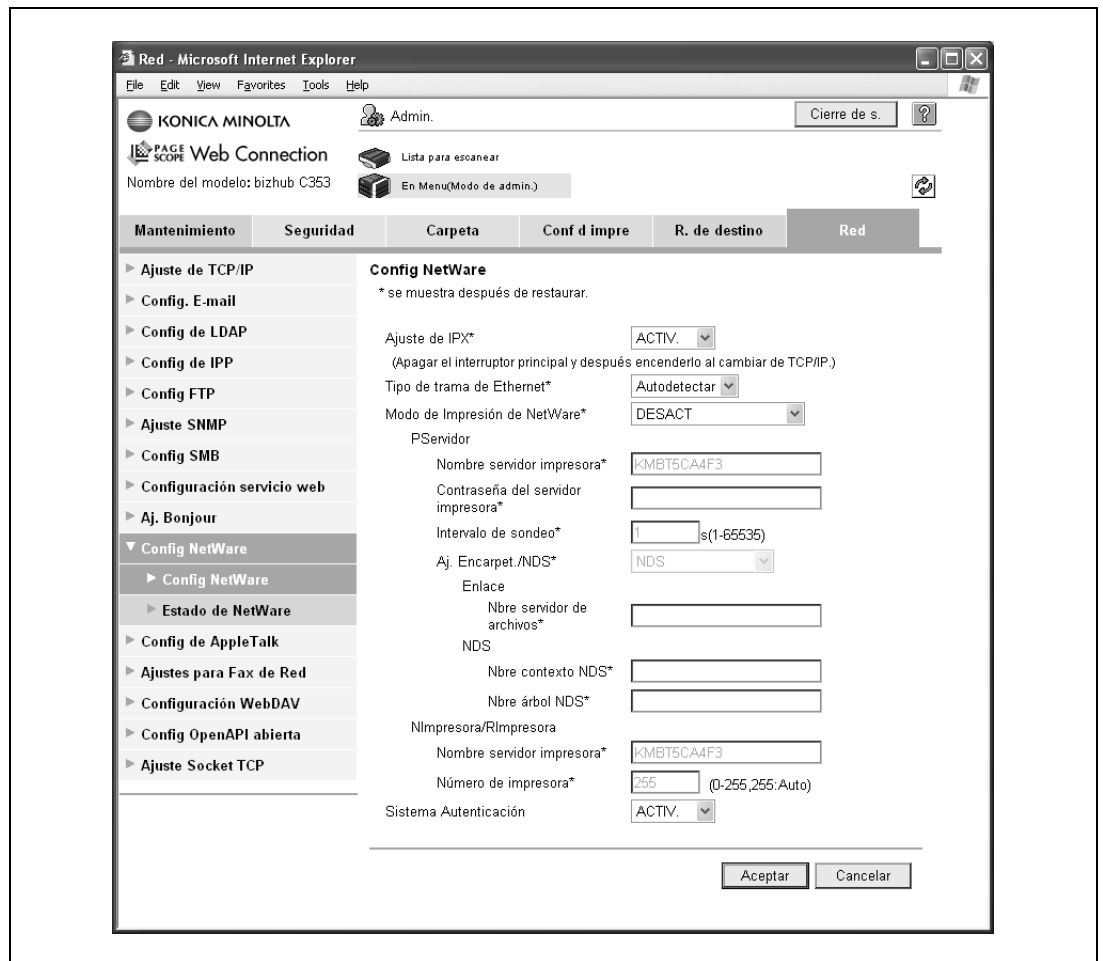 Red - Microsoft Internet Explorer
File Edit View Favorites Tools Help
KONICA MINOLTA
Admin.
Cierre de s.
?
PAGE SCOPE Web Connection
Lista para escanear
Nombre del modelo: bizhub C353
En Menu(Modo de admin.)
Mantenimiento Seguridad Carpeta Conf d impre R. de destino Red
Ajuste de TCP/IP
Config. E-mail
Config de LDAP
Config de IPP
Config FTP
Ajuste SNMP
Config SMB
Configuración servicio web
Aj. Bonjour
Config NetWare
Config NetWare
Estado de NetWare
Config de AppleTalk
Ajustes para Fax de Red
Configuración WebDAV
Config OpenAPI abierta
Ajuste Socket TCP
Config NetWare
* se muestra después de restaurar.
Ajuste de IPX* ACTIV.
(Apagar el interruptor principal y después encenderlo al cambiar de TCP/IP.)
Tipo de trama de Ethernet* Autodetectar
Modo de Impresión de NetWare* DESACT
PServidor
Nombre servidor impresora* KMBT5CA4F3
Contraseña del servidor
impresora*
Intervalo de sondeo* 1 s(1-65535)
Aj. Encarpet./NDS* NDS
Enlace
Nbre servidor de
archivos*
NDS
Nbre contexto NDS*
Nbre árbol NDS*
NImpresora/RImpresora
Nombre servidor impresora* KMBT5CA4F3
Número de impresora* 255 (0-255,255:Auto)
Sistema Autenticación ACTIV.
Aceptar Cancelar